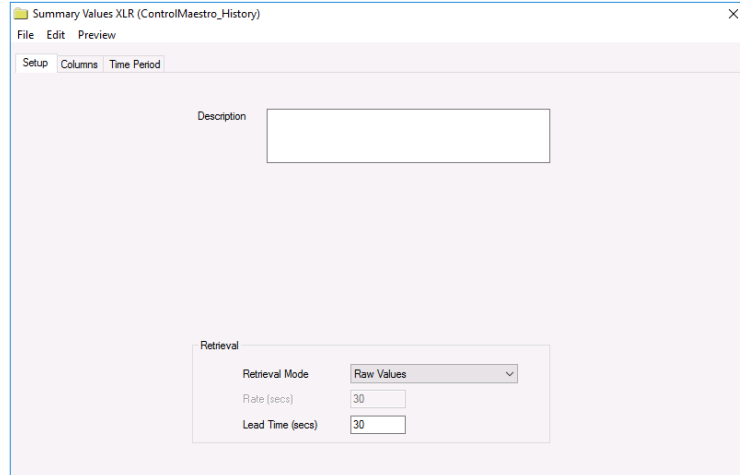 Summary Values XLR (ControlMaestro_History)
File Edit Preview
Setup Columns Time Period
Description
Retrieval
Retrieval Mode Raw Values
Rate (secs) 30
Lead Time (secs) 30